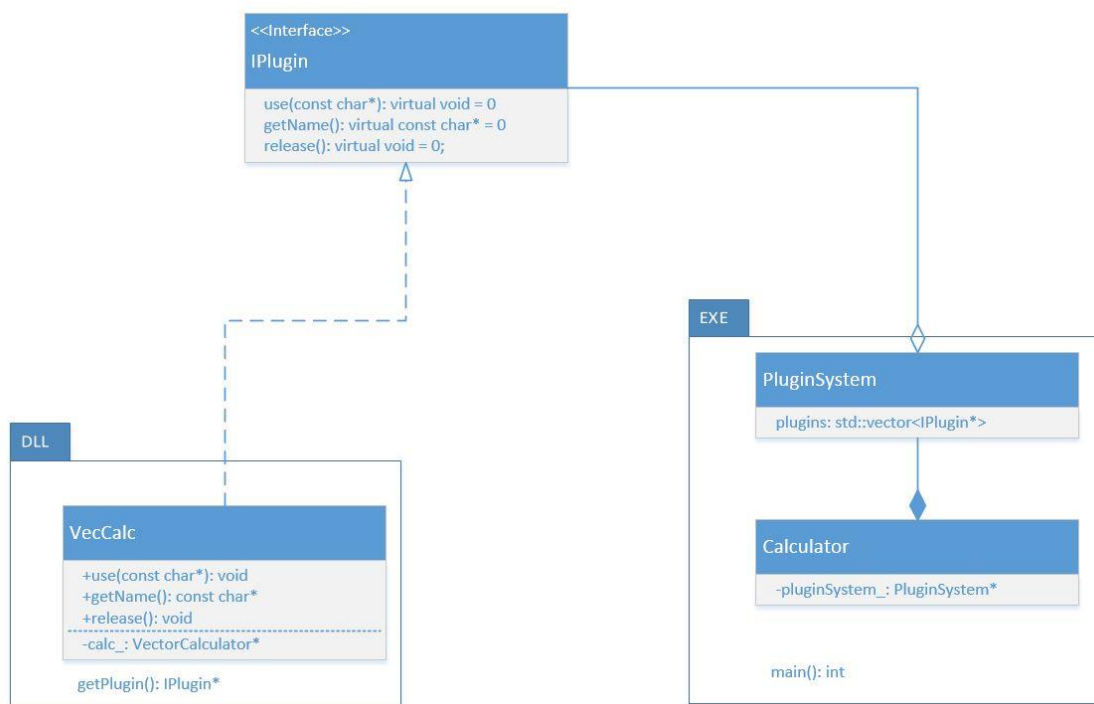 <<Interface>>
IPlugin
use(const char*): virtual void = 0
getName(): virtual const char* = 0
release(): virtual void = 0;
EXE
PluginSystem
plugins: std::vector<IPlugin*>
DLL
VecCalc
+use(const char*): void
+getName(): const char*
+release(): void
-calc_: VectorCalculator*
getPlugin(): IPlugin*
Calculator
-pluginSystem_: PluginSystem*
main(): int